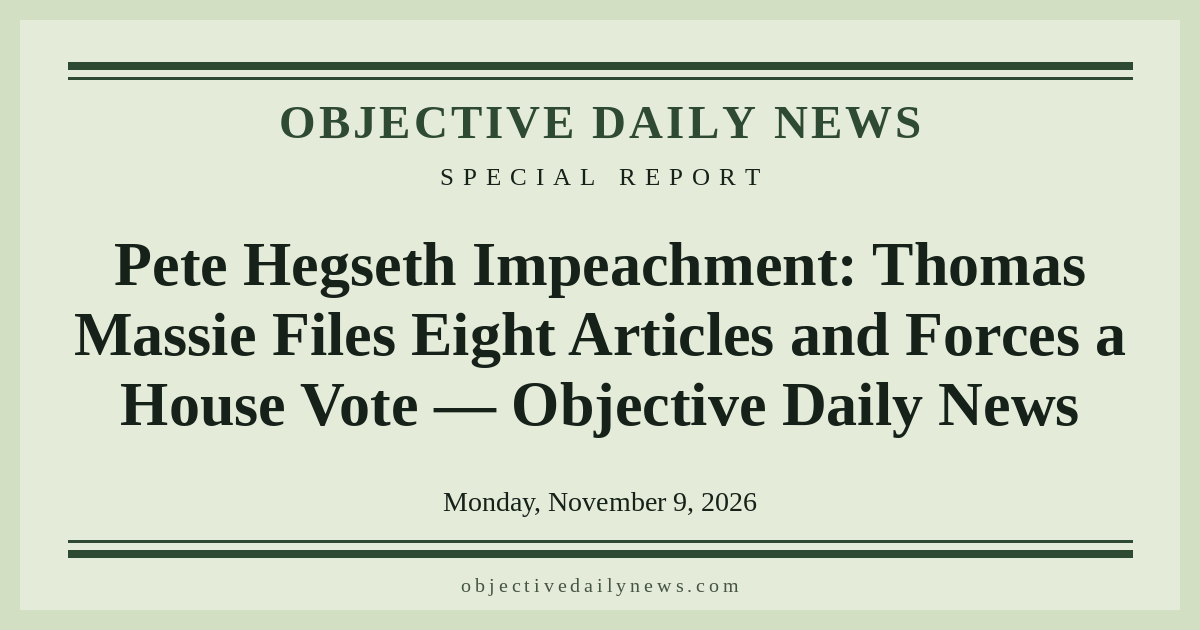 OBJECTIVE DAILY NEWS
SPECIAL REPORT
Pete Hegseth Impeachment: Thomas
Massie Files Eight Articles and Forces a
House Vote — Objective Daily News
Monday, November 9, 2026
objectivedailynews.com